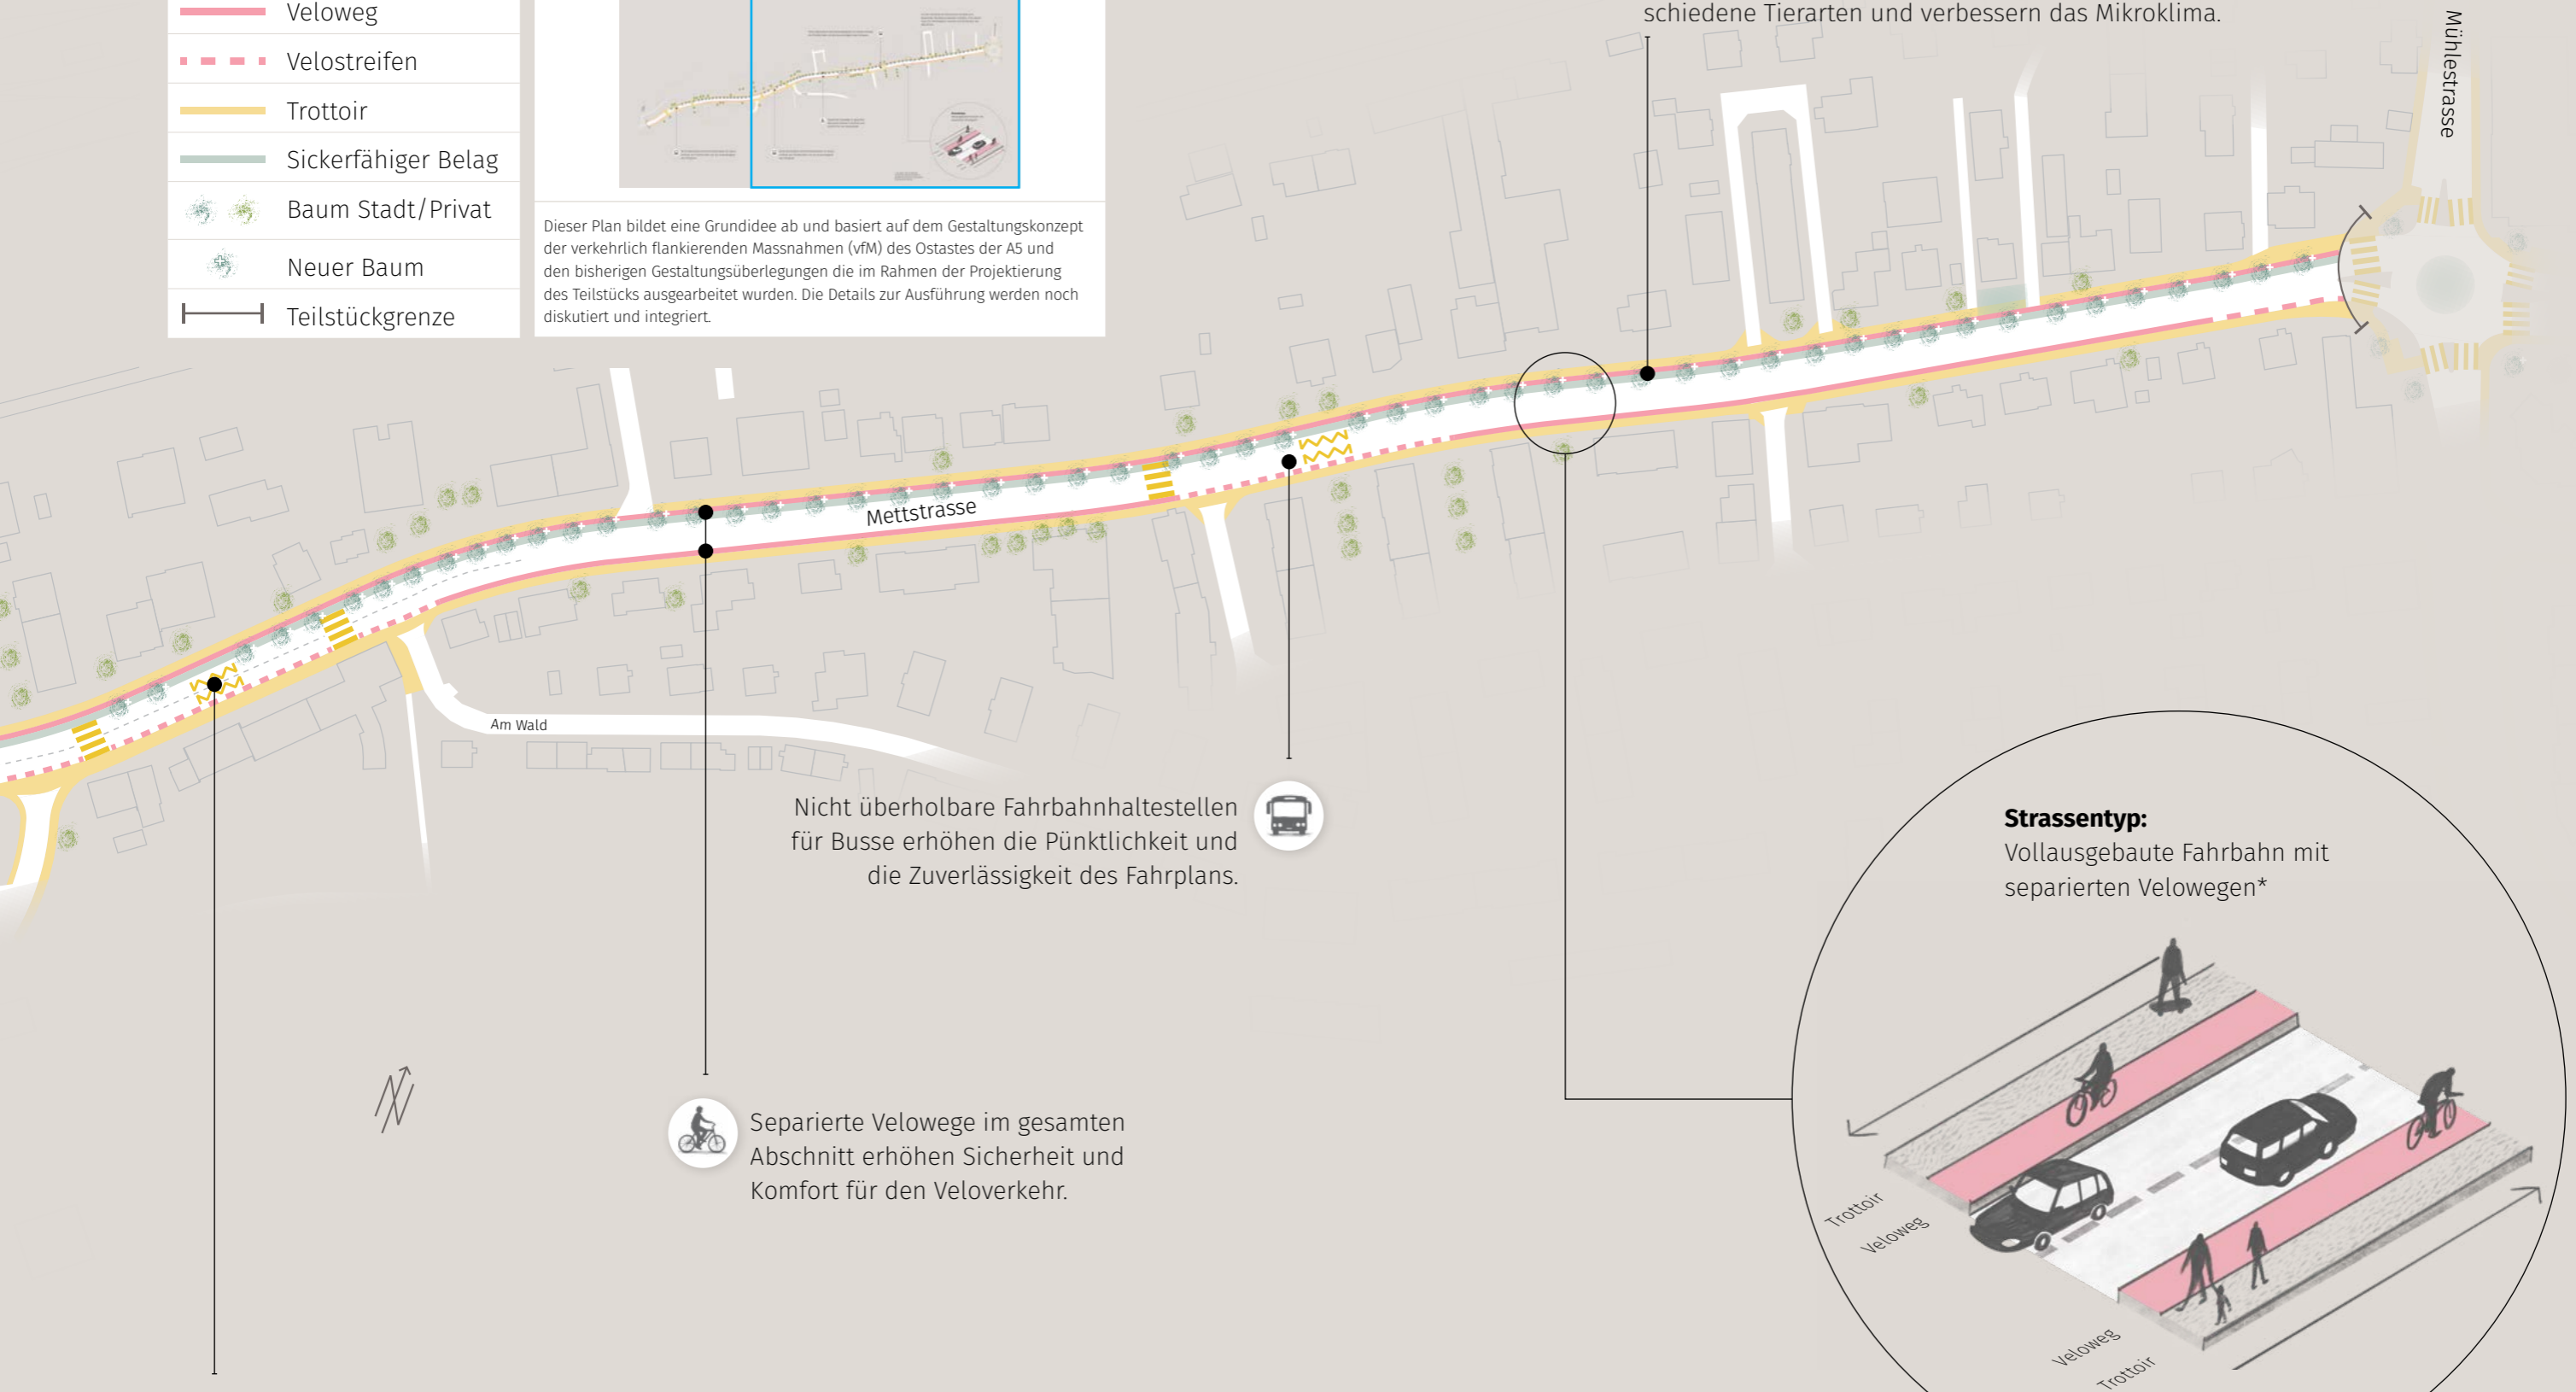 Veloweg
Velostreifen
Trottoir
Sickerfähiger Belag
Baum Stadt/Privat
Neuer Baum
Teilstückgrenze
Dieser Plan bildet eine Grundidee ab und basiert auf dem Gestaltungskonzept
der verkehrlich flankierenden Massnahmen (vfM) des Ostastes der A5 und
den bisherigen Gestaltungsüberlegungen die im Rahmen der Projektierung
des Teilstücks ausgearbeitet wurden. Die Details zur Ausführung werden noch
diskutiert und integriert.
schiedene Tierarten und verbessern das Mikroklima.
Mühlestrasse
Mettstrasse
Am Wald
Nicht überholbare Fahrbahnhaltestellen
für Busse erhöhen die Pünktlichkeit und
die Zuverlässigkeit des Fahrplans.
Separierte Velowege im gesamten
Abschnitt erhöhen Sicherheit und
Komfort für den Veloverkehr.
Strassentyp:
Vollausgebaute Fahrbahn mit
separierten Velowegen*
Trottoir
Veloweg
Veloweg
Trottoir